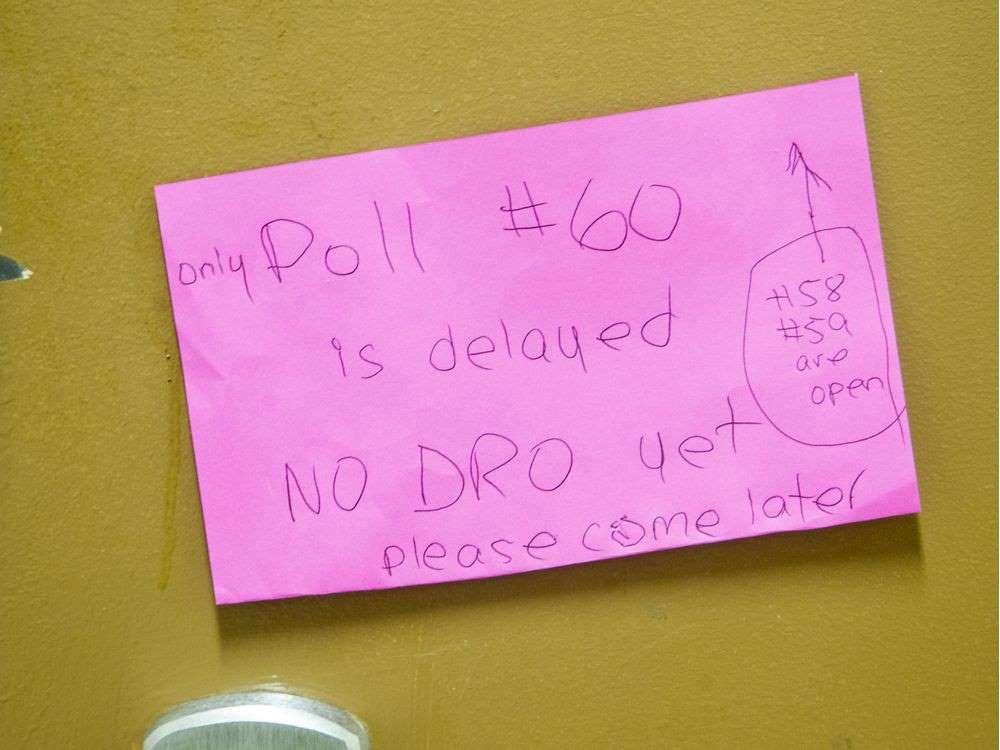 only Poll #60
is delayed
NO DRO yet
please come later
#58
#59
are
open